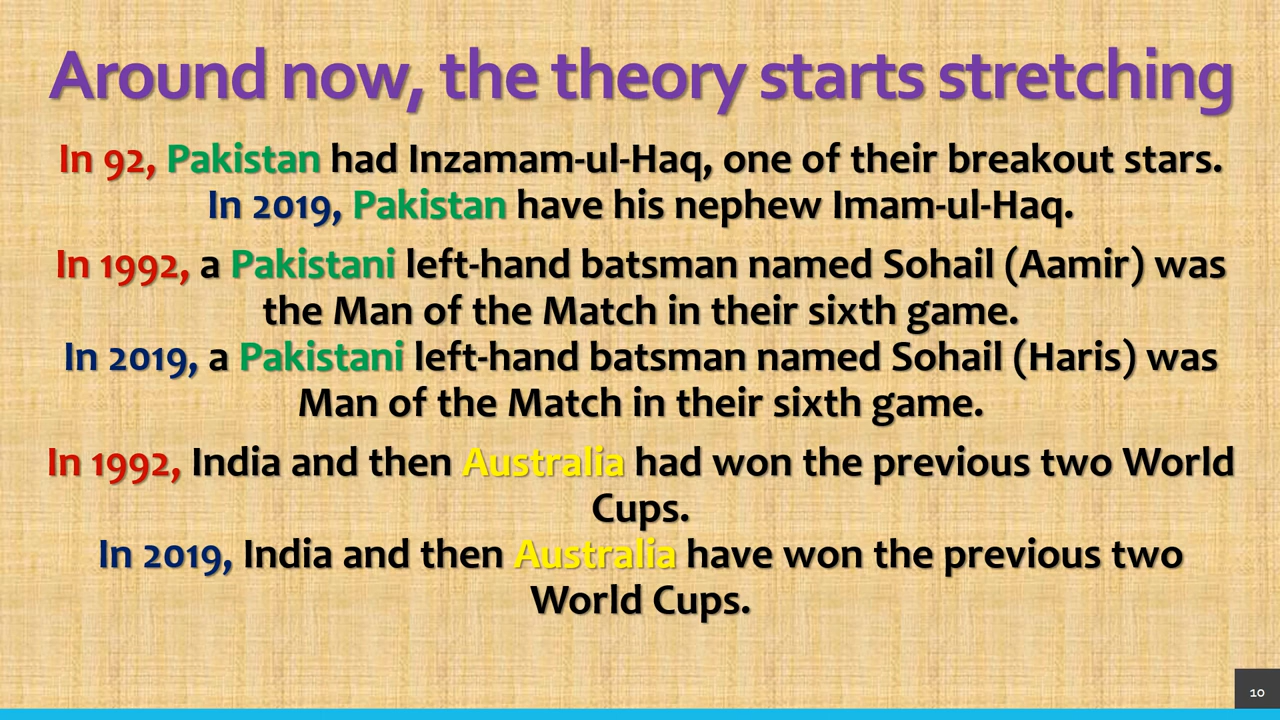 Around now, the theory starts stretching
In 92, Pakistan had Inzamam-ul-Haq, one of their breakout stars.
In 2019, Pakistan have his nephew Imam-ul-Haq.
In 1992, a Pakistani left-hand batsman named Sohail (Aamir) was
the Man of the Match in their sixth game.
In 2019, a Pakistani left-hand batsman named Sohail (Haris) was
Man of the Match in their sixth game.
In 1992, India and then Australia had won the previous two World
Cups.
In 2019, India and then Australia have won the previous two
World Cups.
10